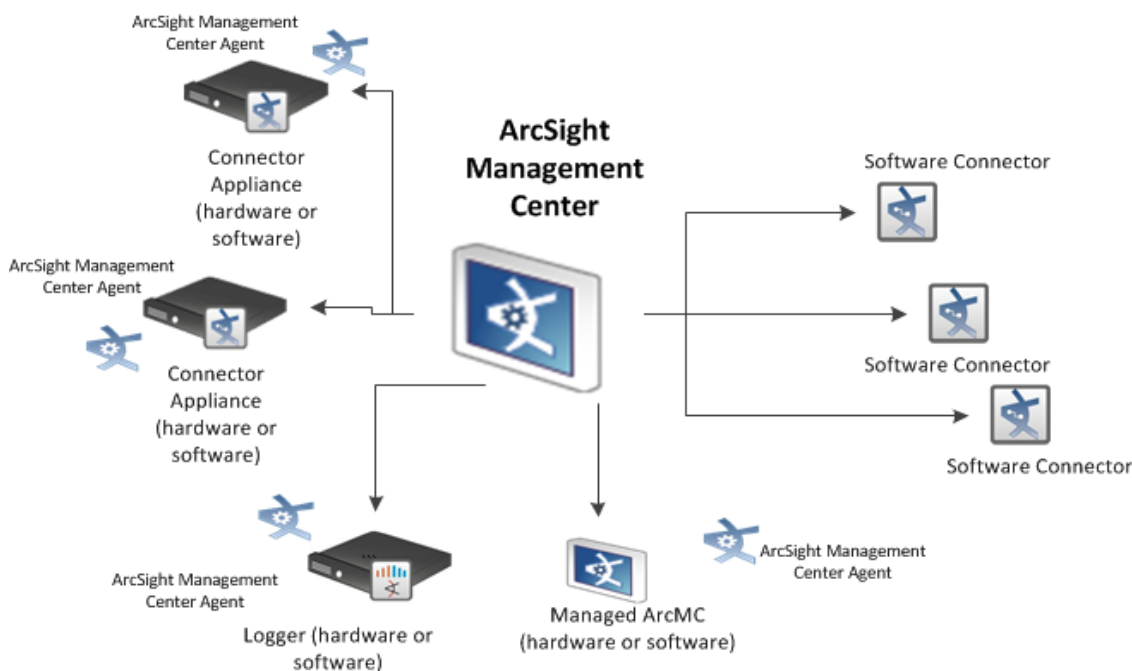 ArcSight Management
Center Agent
Connector
Appliance
(hardware or
software)
ArcSight
Management
Center
Software Connector
ArcSight Management
Center Agent
Connector
Appliance
(hardware or
software)
Software Connector
Software Connector
ArcSight Management
Center Agent
Logger (hardware or
software)
Managed ArcMC
(hardware or software)
ArcSight Management
Center Agent